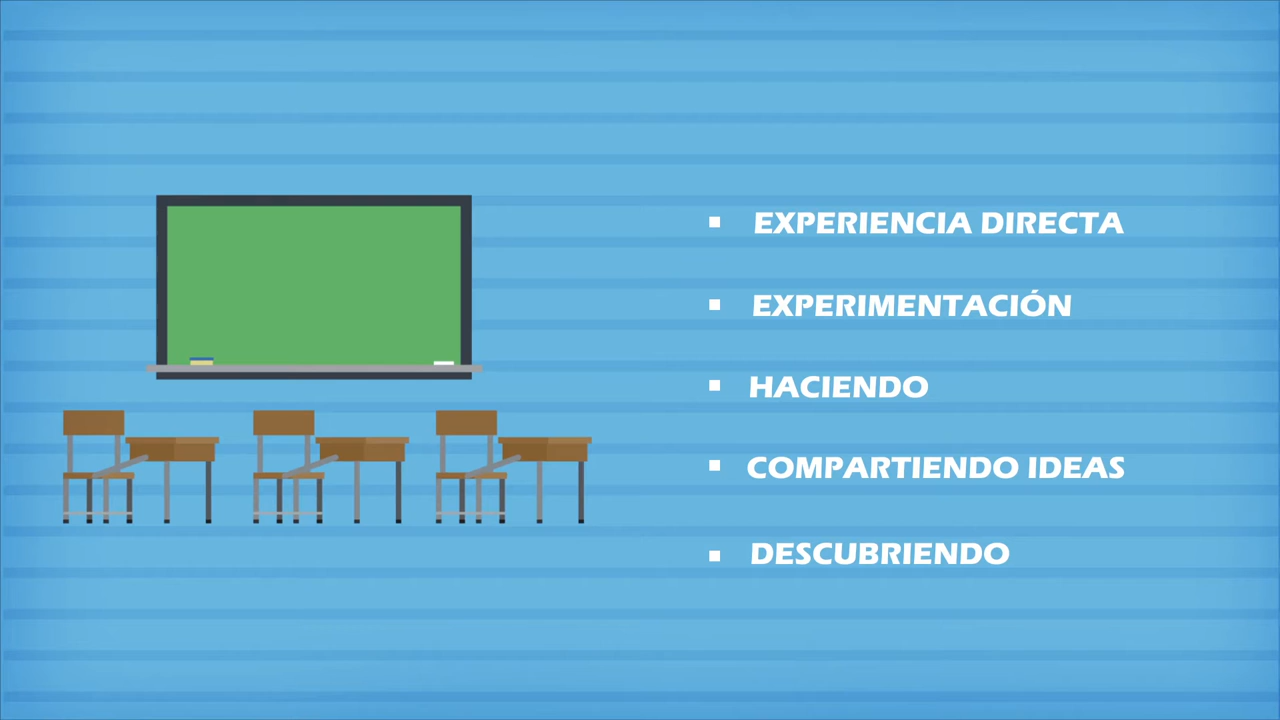 ▪ EXPERIENCIA DIRECTA
▪ EXPERIMENTACIÓN
▪ HACIENDO
▪ COMPARTIENDO IDEAS
▪ DESCUBRIENDO